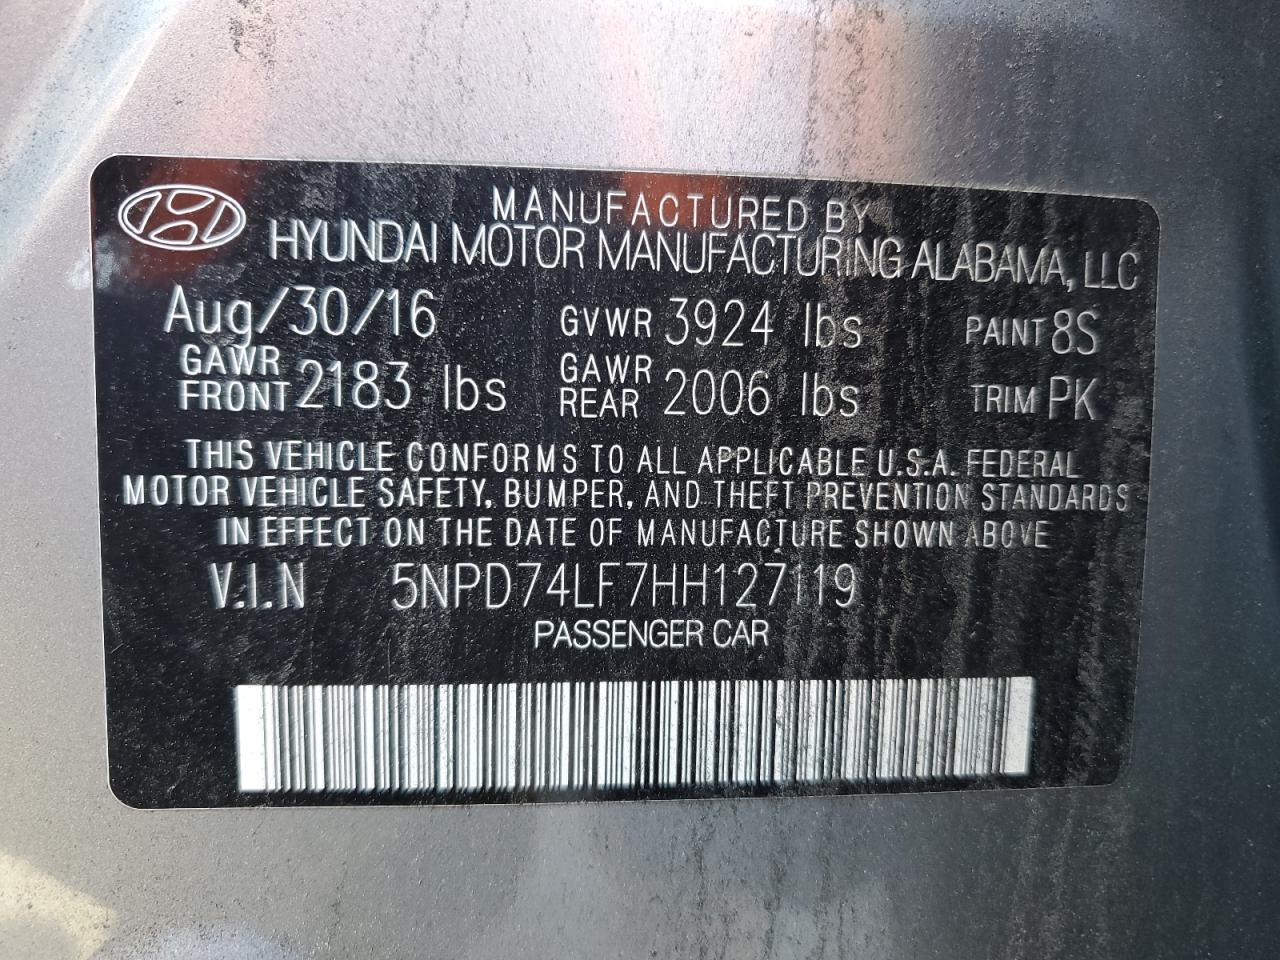 MANUFACTURED BY
HYUNDAI MOTOR MANUFACTURING ALABAMA, LLC
Aug/30/16 GVWR 3924 lbs PAINT 8S
GAWR FRONT 2183 lbs GAWR REAR 2006 lbs TRIM PK
THIS VEHICLE CONFORMS TO ALL APPLICABLE U.S.A. FEDERAL
MOTOR VEHICLE SAFETY, BUMPER, AND THEFT PREVENTION STANDARDS
IN EFFECT ON THE DATE OF MANUFACTURE SHOWN ABOVE
V.I.N 5NPD74LF7HH127119
PASSENGER CAR